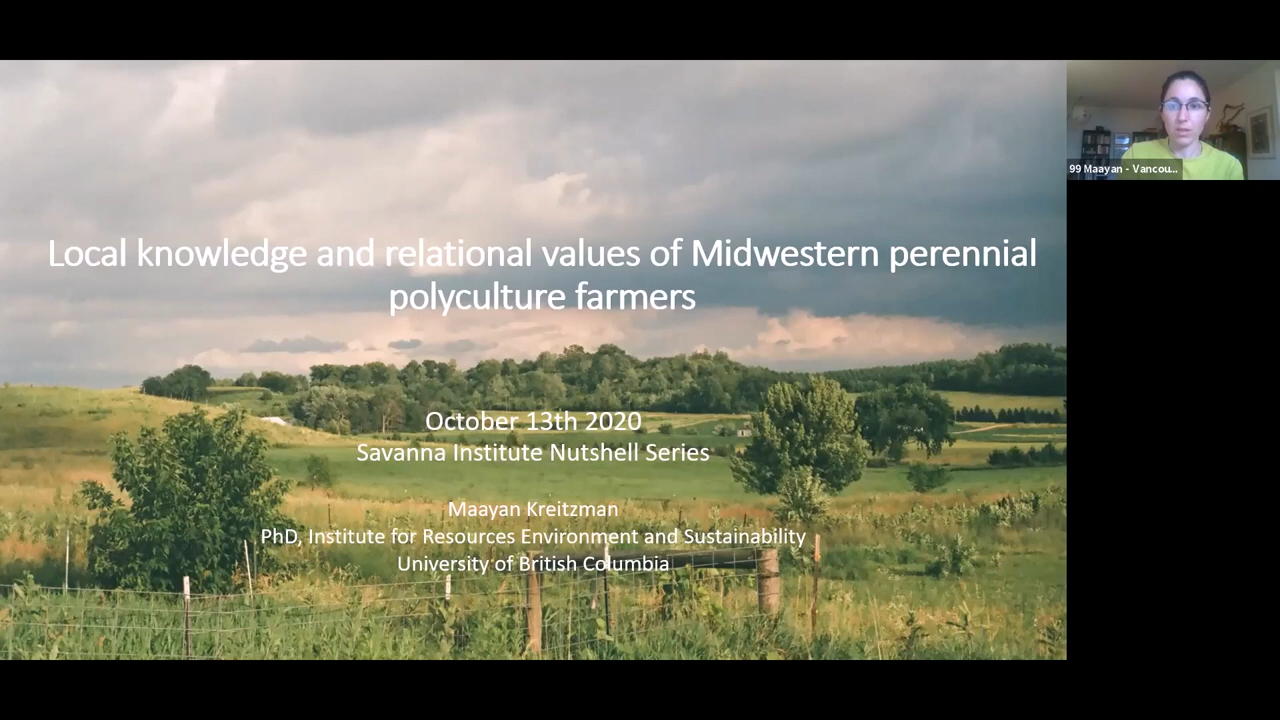 Local knowledge and relational values of Midwestern perennial
polyculture farmers
October 13th 2020
Savanna Institute Nutshell Series
Maayan Kreitzman
PhD, Institute for Resources Environment and Sustainability
University of British Columbia
99 Maayan - Vancou...